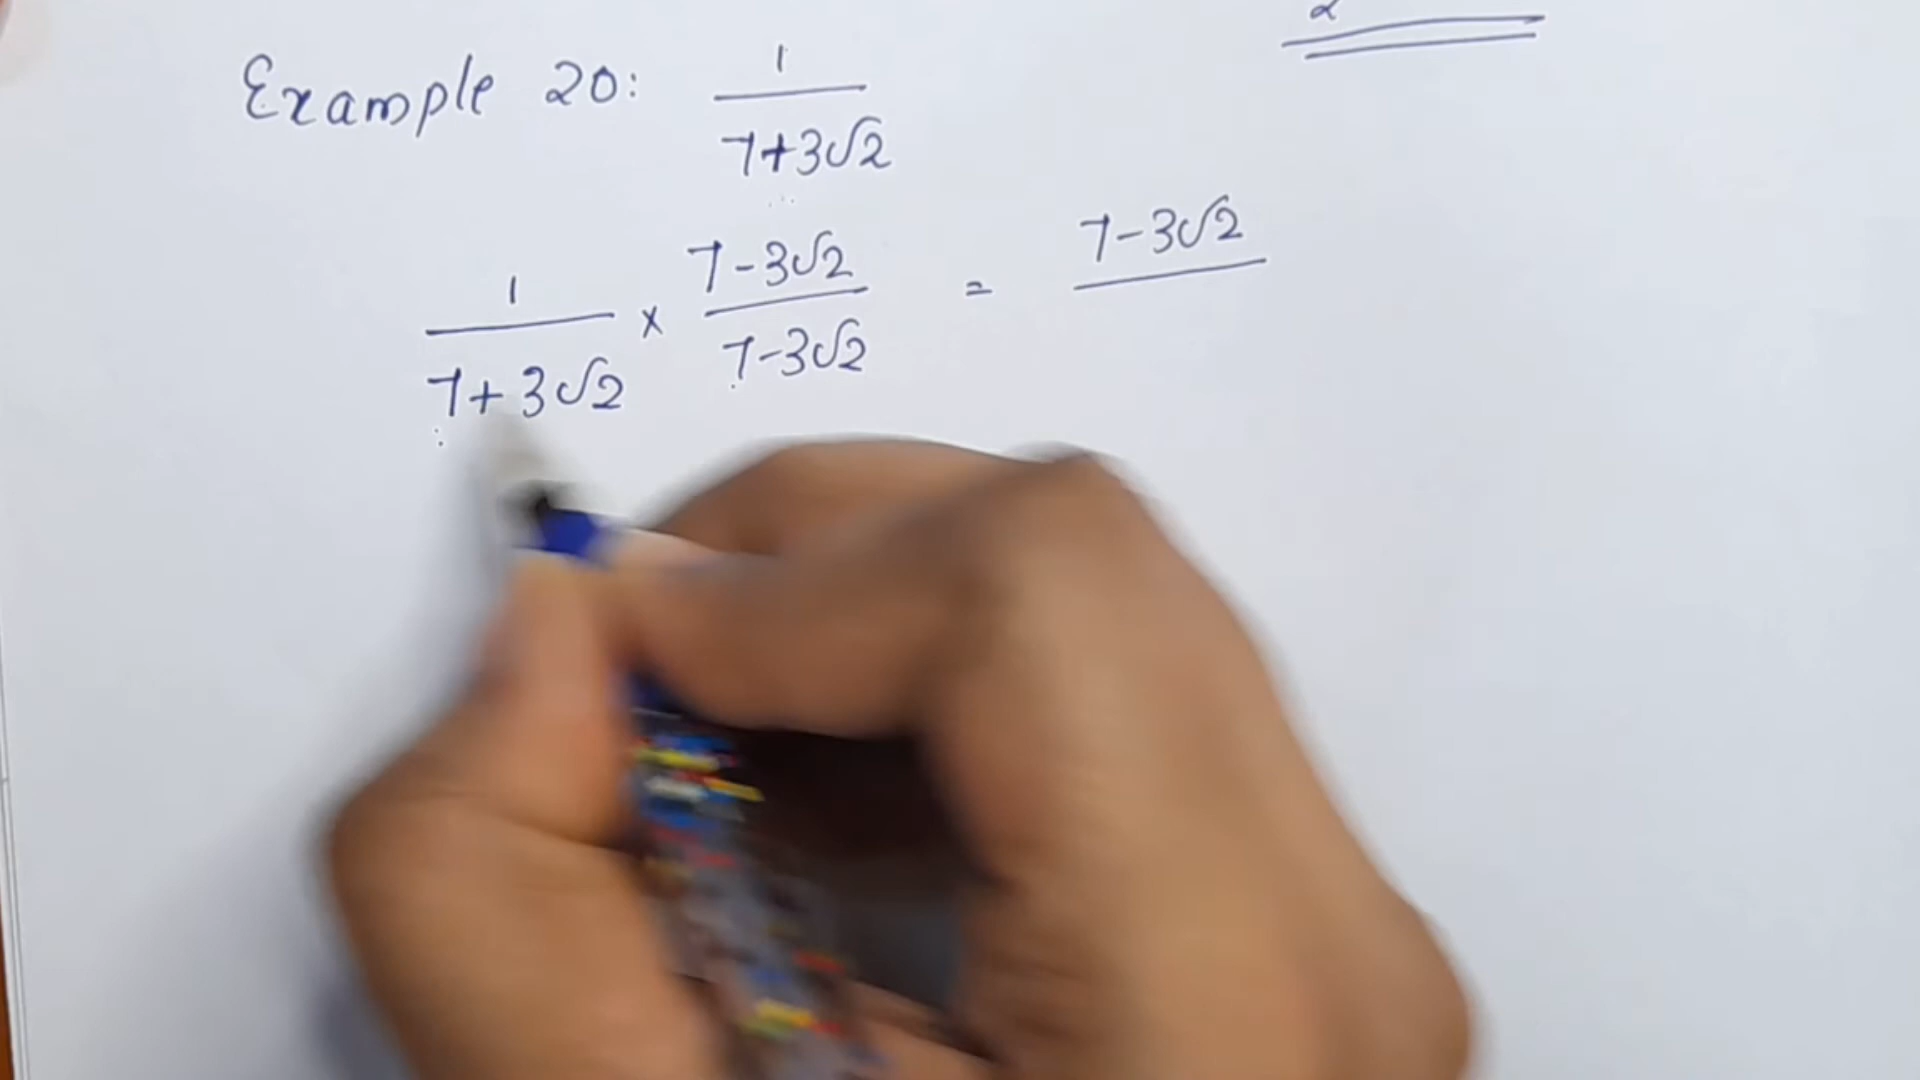 Example 20: 1/(7+3√2)
1/(7+3√2) × (7-3√2)/(7-3√2) = (7-3√2)/